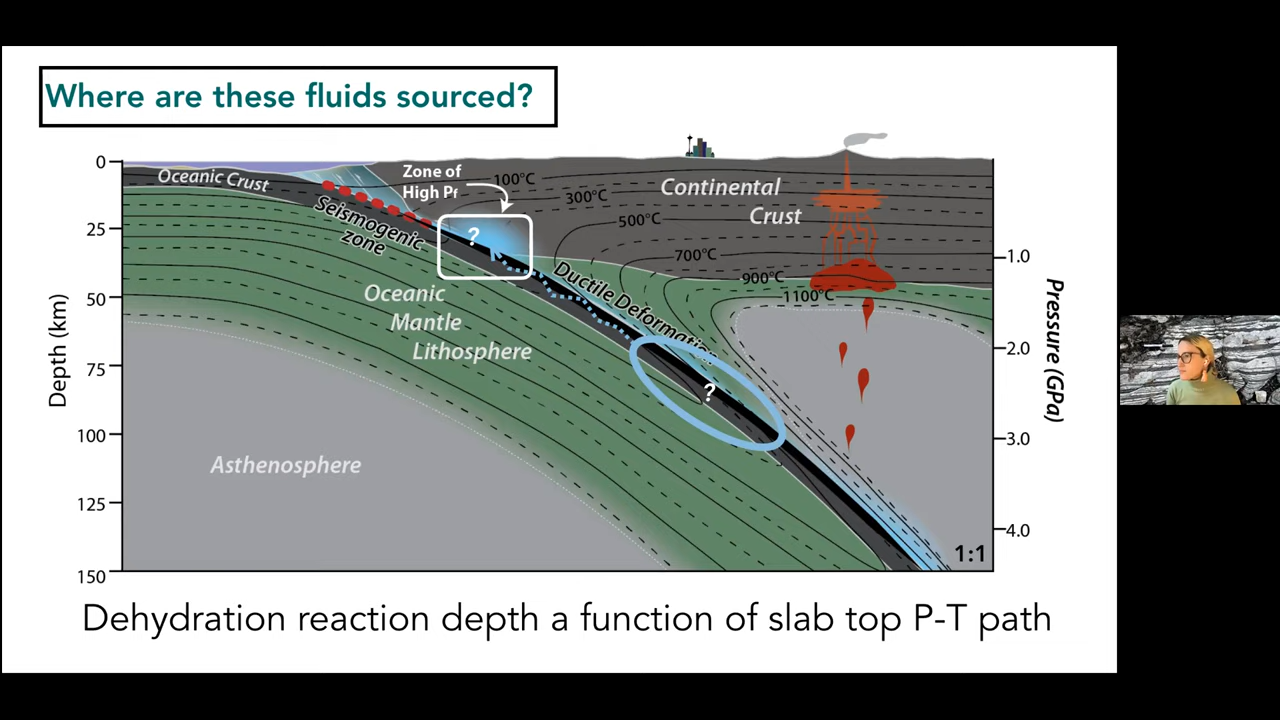 Where are these fluids sourced?
0
25
50
75
100
125
150
Depth (km)
Oceanic Crust
Seismogenic
zone
Zone of
High Pf
?
100°C
300°C
500°C
700°C
900°C
1100°C
Continental
Crust
Oceanic
Mantle
Lithosphere
Ductile Deformation
?
Asthenosphere
1.0
2.0
3.0
4.0
Pressure (GPa)
1:1
Dehydration reaction depth a function of slab top P-T path